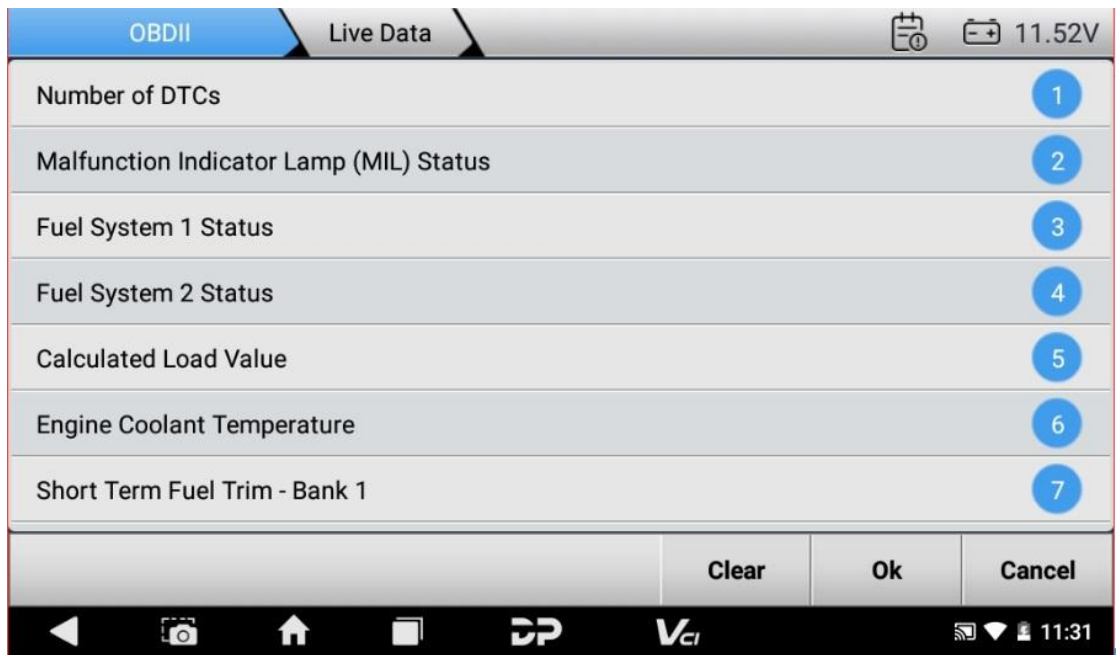 OBDII Live Data 11.52V
Number of DTCs 1
Malfunction Indicator Lamp (MIL) Status 2
Fuel System 1 Status 3
Fuel System 2 Status 4
Calculated Load Value 5
Engine Coolant Temperature 6
Short Term Fuel Trim - Bank 1 7
Clear Ok Cancel
DP VCI 11:31